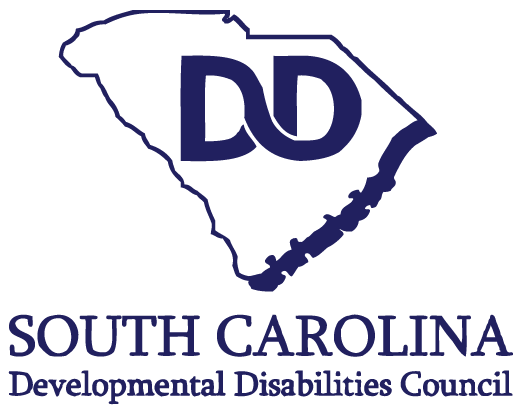 DD
SOUTH CAROLINA
Developmental Disabilities Council